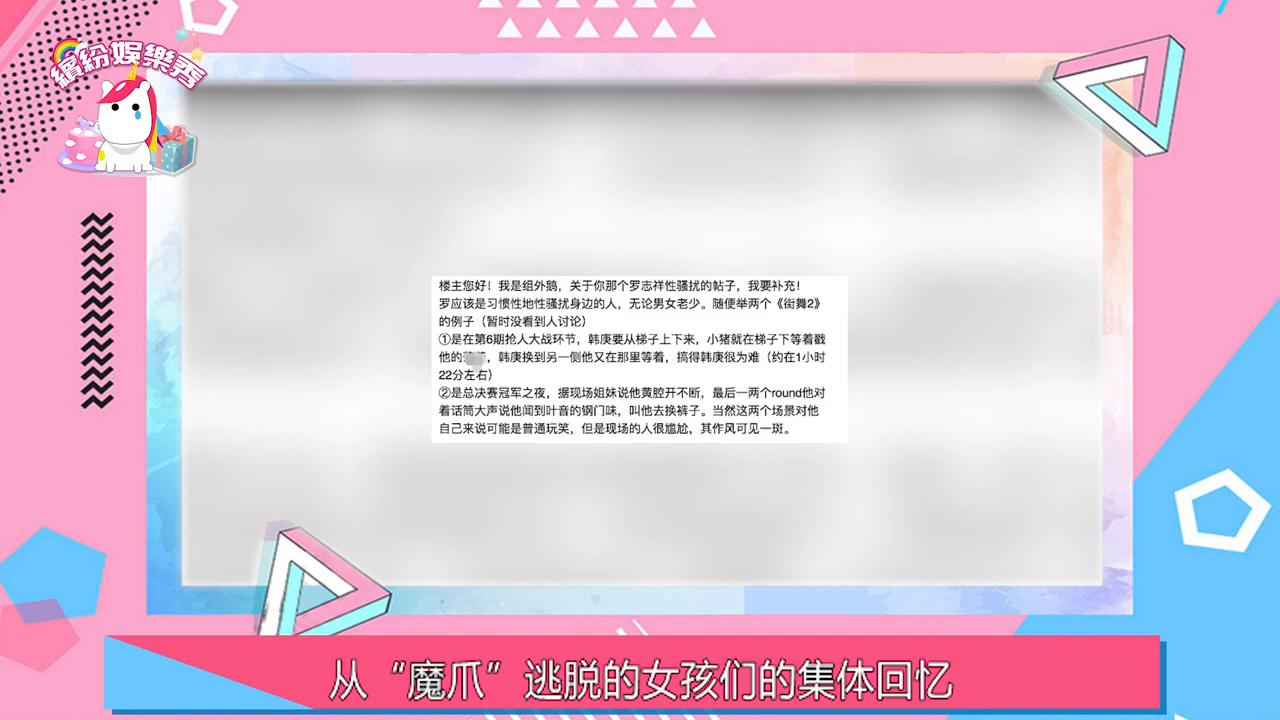 繽紛娛樂秀
楼主您好!我是组外鹅,关于你那个罗志祥性骚扰的帖子,我要补充!
罗应该是习惯性地性骚扰身边的人,无论男女老少。随便举两个《街舞2》
的例子(暂时没看到人讨论)
①是在第6期抢人大战环节,韩庚要从梯子上下来,小猪就在梯子下等着戳
他的,韩庚换到另一侧他又在那里等着,搞得韩庚很为难(约在1小时
22分左右)
②是总决赛冠军之夜,据现场姐妹说他黄腔开不断,最后一两个round他对
着话筒大声说他闻到叶音的钢门味,叫他去换裤子。当然这两个场景对他
自己来说可能是普通玩笑,但是现场的人很尴尬,其作风可见一斑。
从“魔爪”逃脱的女孩们的集体回忆